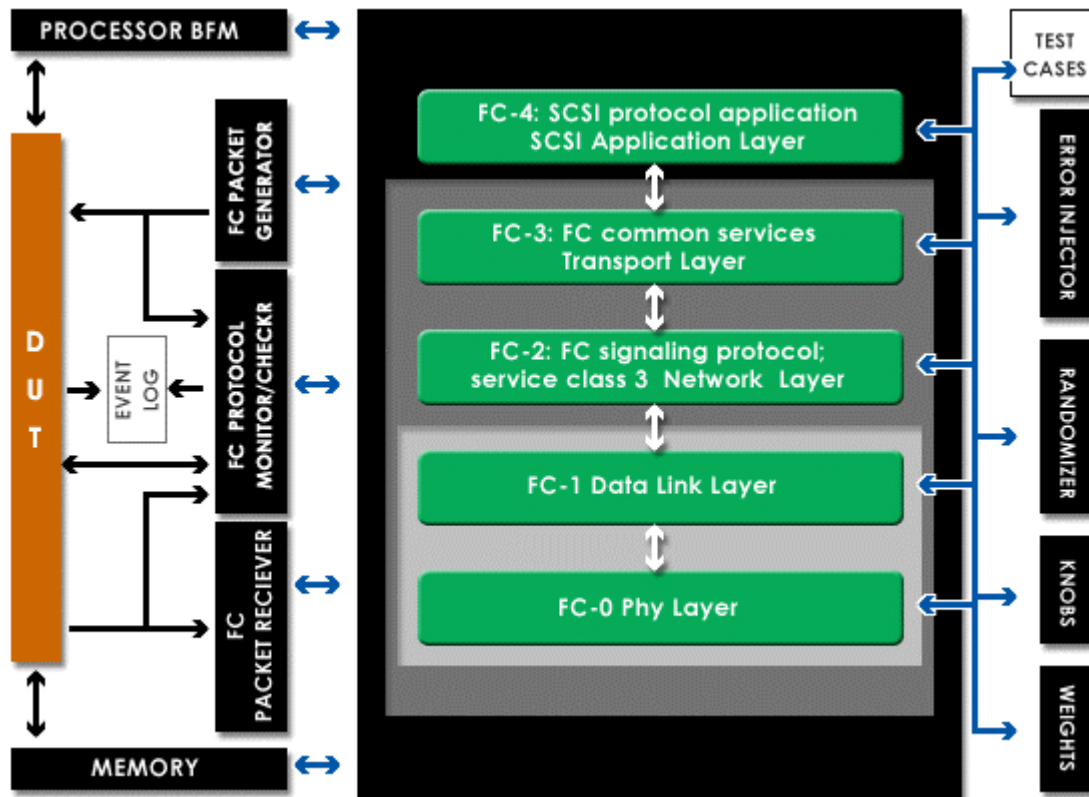 PROCESSOR BFM
TEST
CASES
FC-4: SCSI protocol application
SCSI Application Layer
FC PACKET
GENERATOR
ERROR INJECTOR
FC-3: FC common services
Transport Layer
D
U
T
EVENT
LOG
FC PROTOCOL
MONITOR/CHECKR
FC-2: FC signaling protocol;
service class 3 Network Layer
RANDOMIZER
FC-1 Data Link Layer
FC
PACKET RECIEVER
FC-0 Phy Layer
KNOBS
WEIGHTS
MEMORY